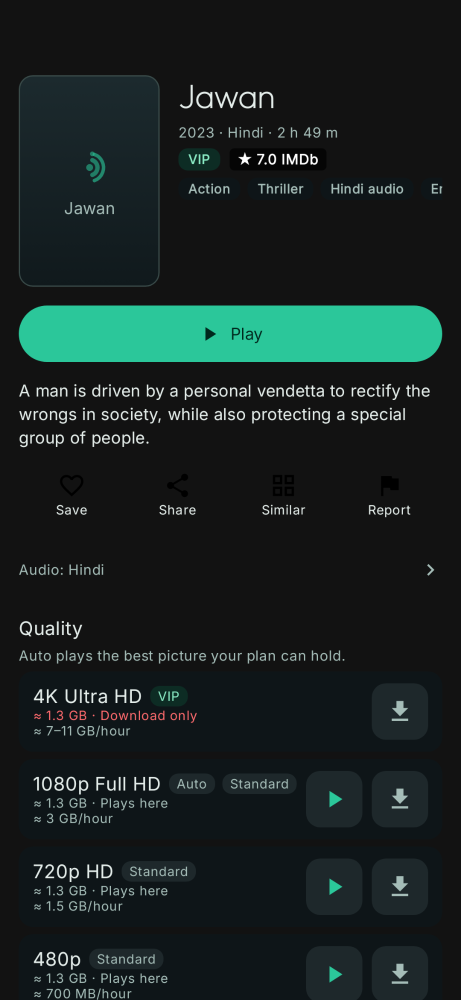 Jawan
Jawan
2023 · Hindi · 2 h 49 m
VIP ★ 7.0 IMDb
Action Thriller Hindi audio
Play
A man is driven by a personal vendetta to rectify the
wrongs in society, while also protecting a special
group of people.
Save Share Similar Report
Audio: Hindi
Quality
Auto plays the best picture your plan can hold.
4K Ultra HD VIP
≈ 1.3 GB · Download only
≈ 7–11 GB/hour
1080p Full HD Auto Standard
≈ 1.3 GB · Plays here
≈ 3 GB/hour
720p HD Standard
≈ 1.3 GB · Plays here
≈ 1.5 GB/hour
480p Standard
≈ 1.3 GB · Plays here
≈ 700 MB/hour